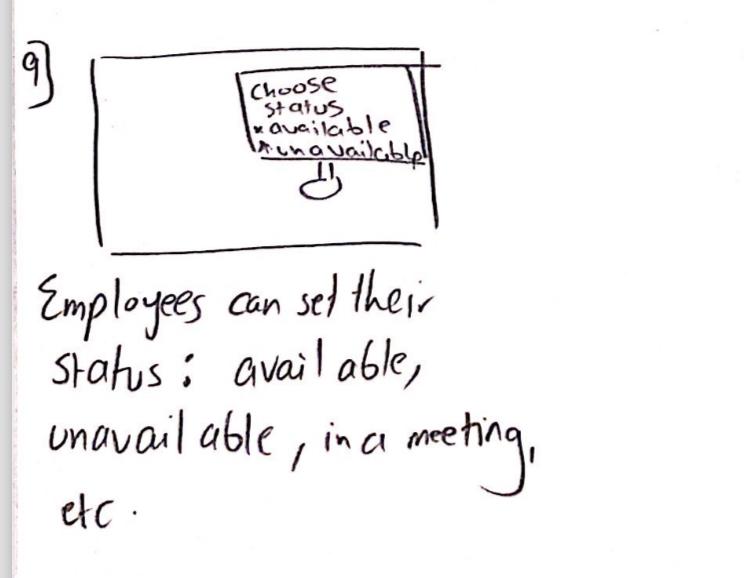 9]
Choose
status
* available
* unavailable
Employees can set their
status: available,
unavailable, in a meeting,
etc.